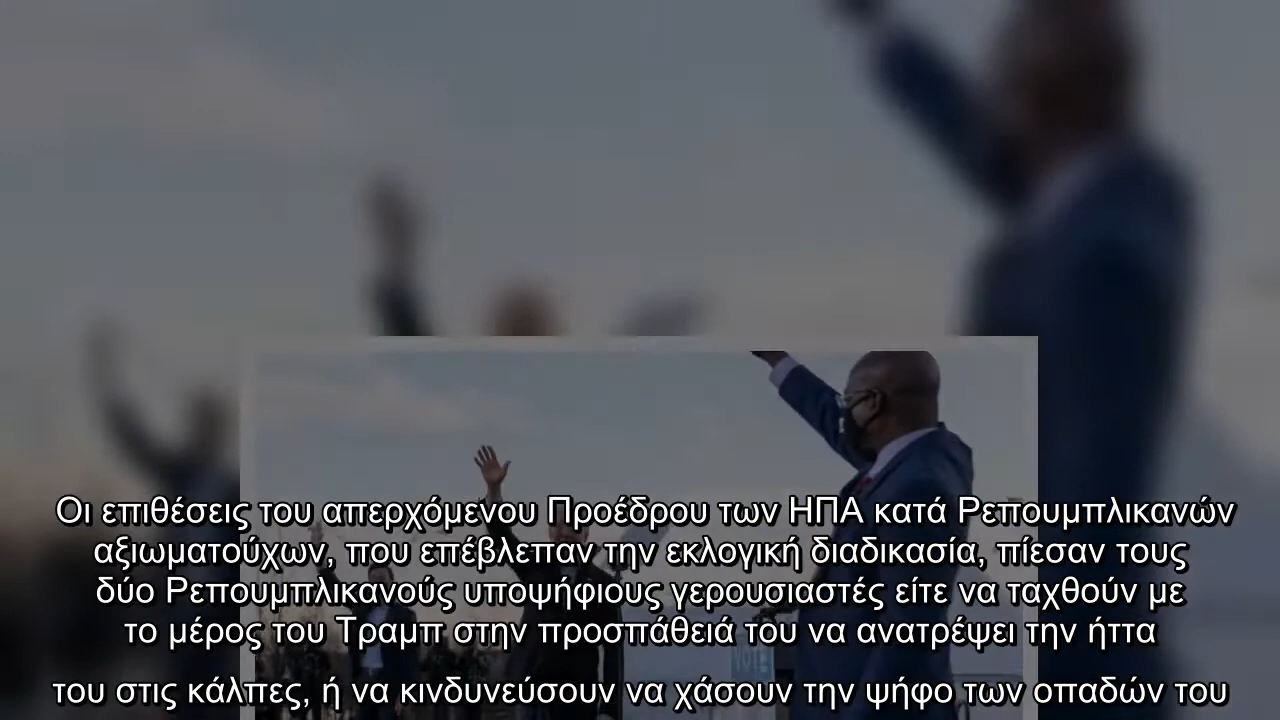 Οι επιθέσεις του απερχόμενου Προέδρου των ΗΠΑ κατά Ρεπουμπλικανών
αξιωματούχων, που επέβλεπαν την εκλογική διαδικασία, πίεσαν τους
δύο Ρεπουμπλικανούς υποψήφιους γερουσιαστές είτε να ταχθούν με
το μέρος του Τραμπ στην προσπάθειά του να ανατρέψει την ήττα
του στις κάλπες, ή να κινδυνεύσουν να χάσουν την ψήφο των οπαδών του
VOTE